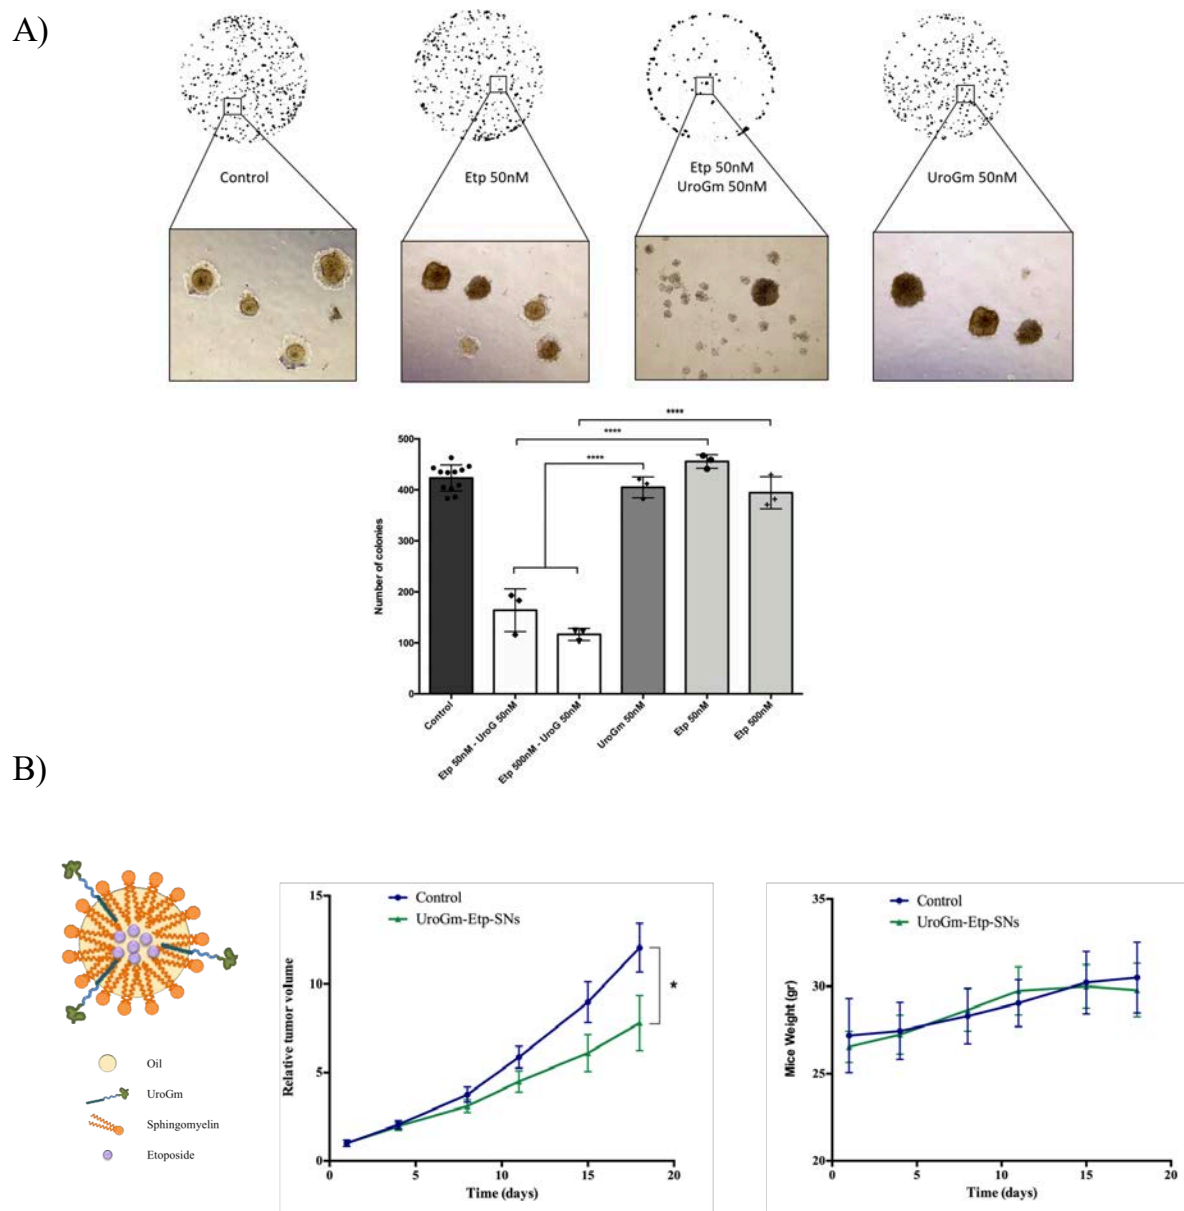 A)
Control
Etp 50nM
Etp 50nM
UroGm 50nM
UroGm 50nM
****
****
****
Number of colonies
500
400
300
200
100
0
Control
Etp 50nM - UroG 50nM
Etp 500nM - UroG 50nM
UroGm 50nM
Etp 50nM
Etp 500nM
B)
Oil
UroGm
Sphingomyelin
Etoposide
Control
UroGm-Etp-SNs
Relative tumor volume
15
10
5
0
*
0 5 10 15 20
Time (days)
Control
UroGm-Etp-SNs
Mice Weight (gr)
35
30
25
20
0 5 10 15 20
Time (days)